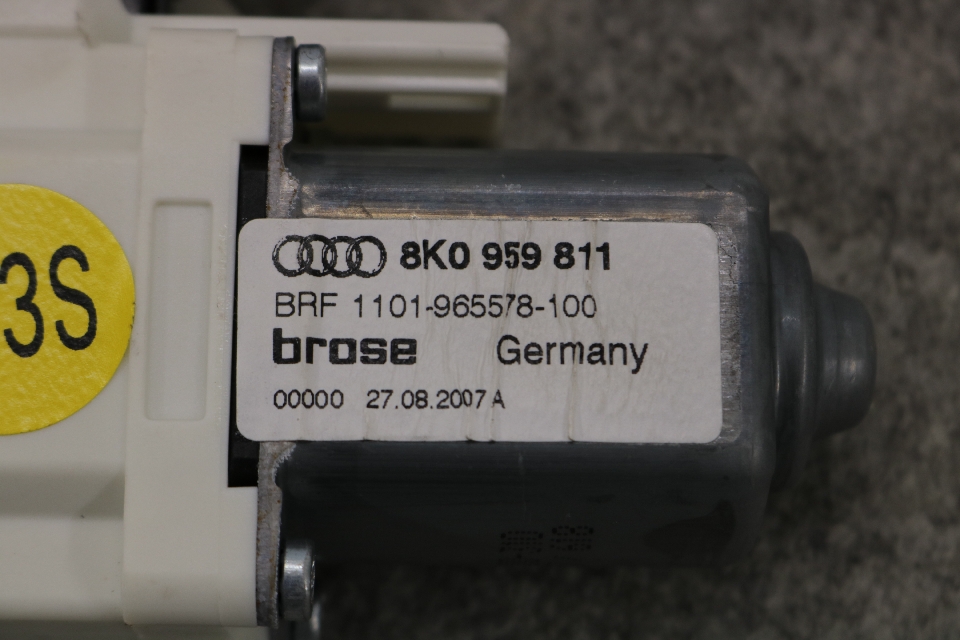 3S
8K0 959 811
BRF 1101-965578-100
brose Germany
00000 27.08.2007 A